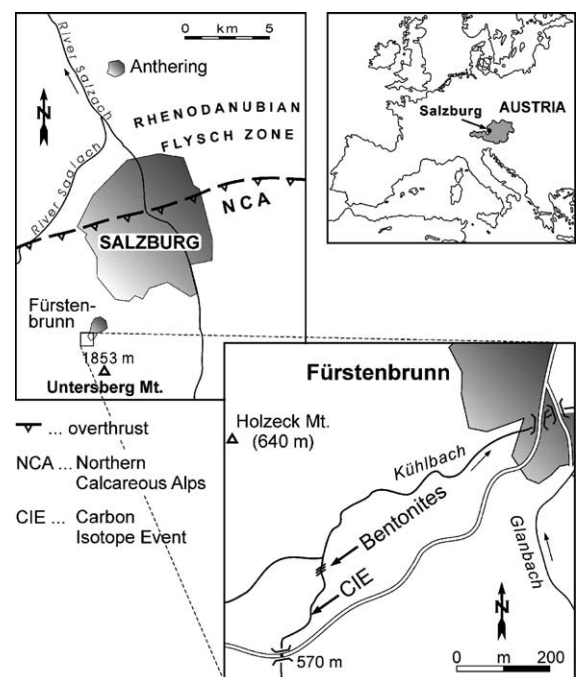 0 km 5
River Salzach
Anthering
N
RHENODANUBIAN
FLYSCH ZONE
River Saalach
NCA
SALZBURG
Fürsten-
brunn
1853 m
Untersberg Mt.
... overthrust
NCA ... Northern
Calcareous Alps
CIE ... Carbon
Isotope Event
Salzburg
AUSTRIA
Fürstenbrunn
Holzeck Mt.
(640 m)
Kühlbach
Bentonites
CIE
Glanbach
N
570 m
0 m 200